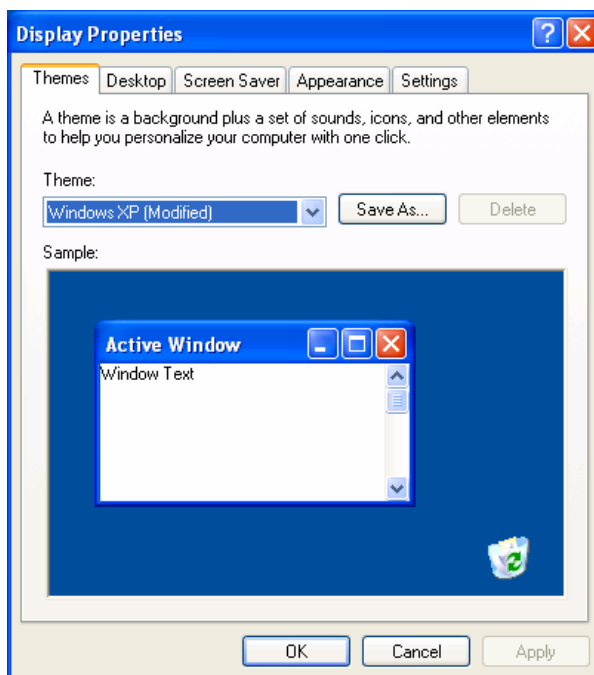 Display Properties
Themes Desktop Screen Saver Appearance Settings
A theme is a background plus a set of sounds, icons, and other elements
to help you personalize your computer with one click.
Theme:
Windows XP (Modified) Save As... Delete
Sample:
Active Window
Window Text
OK Cancel Apply